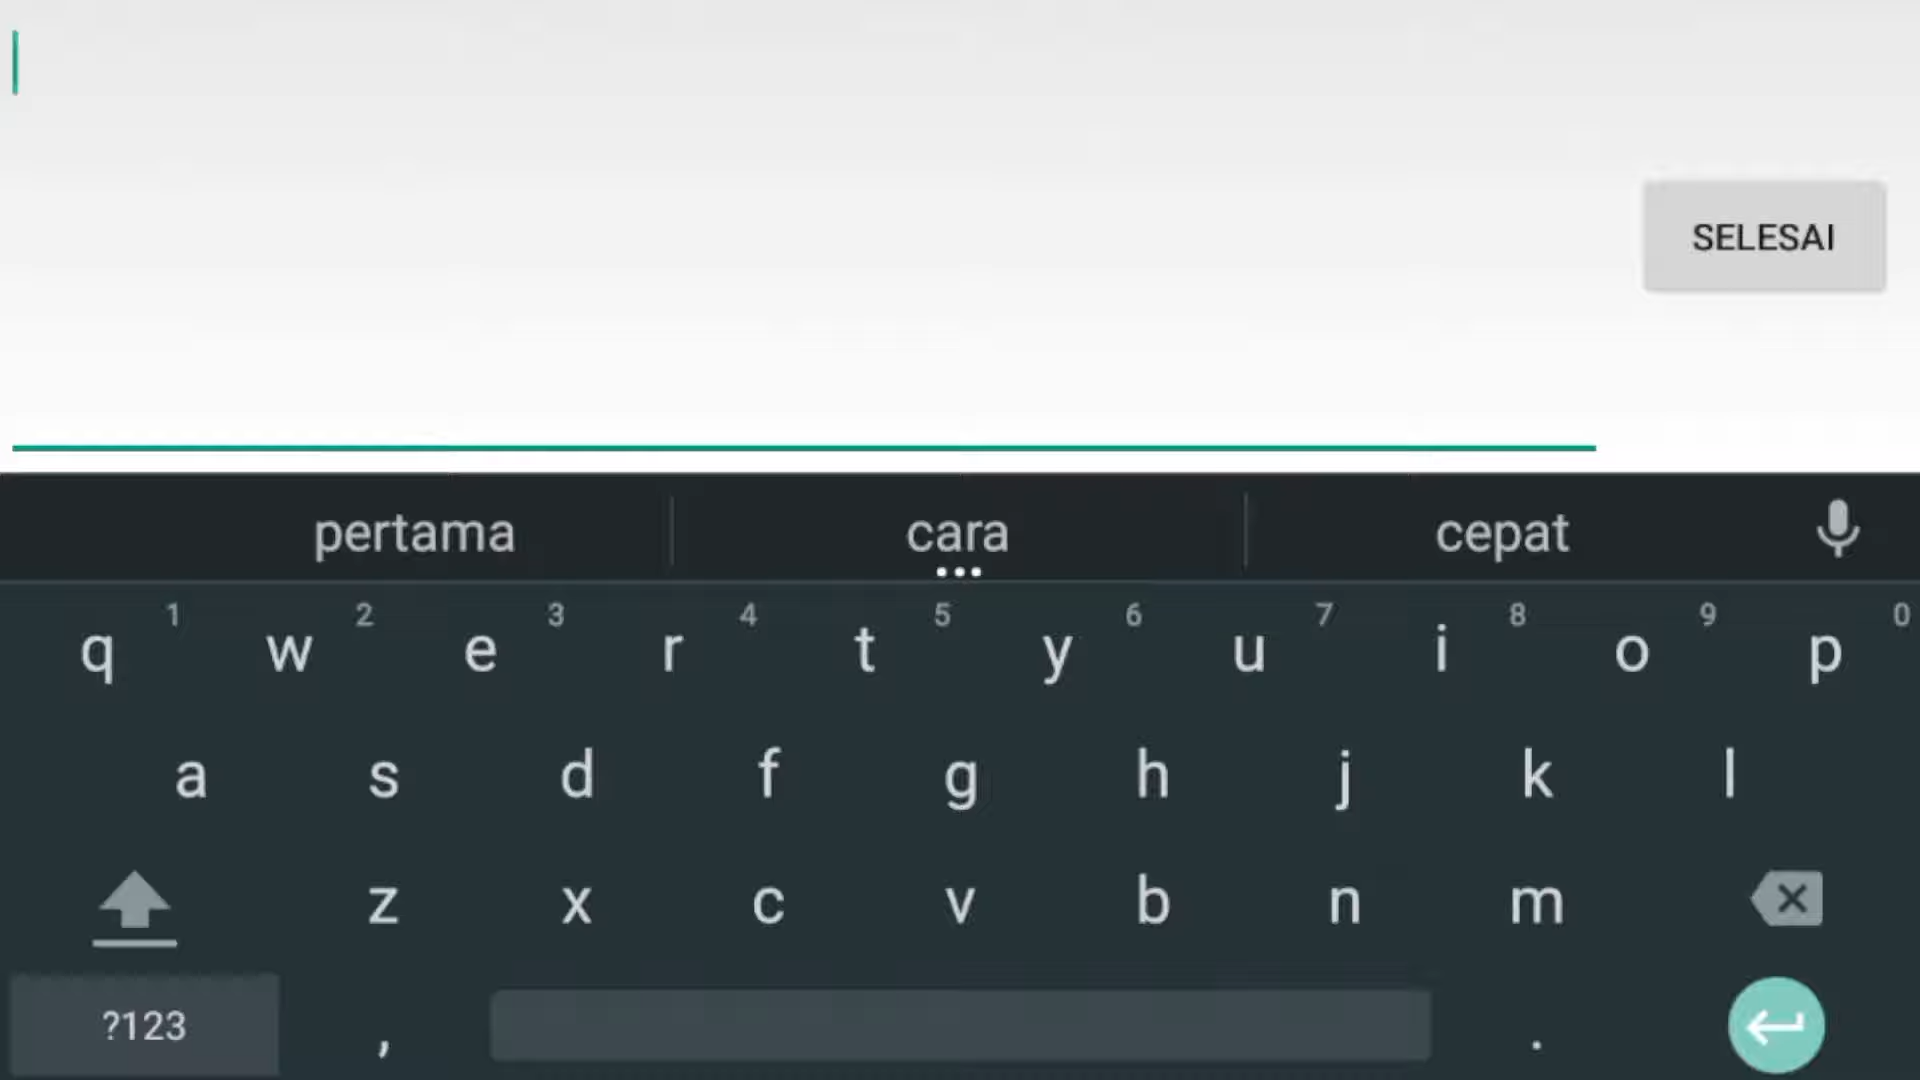 SELESAI
pertama cara cepat
1 2 3 4 5 6 7 8 9 0
q w e r t y u i o p
a s d f g h j k l
z x c v b n m
?123 , .